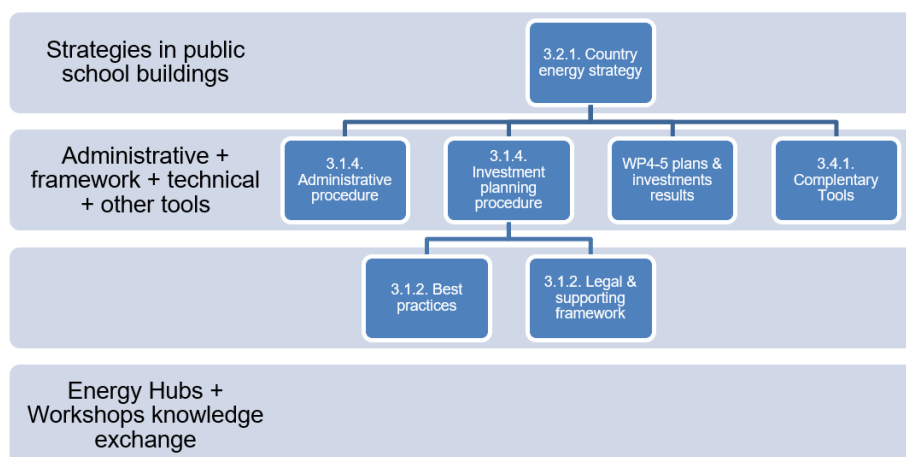 Strategies in public
school buildings
3.2.1. Country
energy strategy
Administrative +
framework + technical
+ other tools
3.1.4.
Administrative
procedure
3.1.4.
Investment
planning
procedure
WP4-5 plans &
investments
results
3.4.1.
Complentary
Tools
3.1.2. Best
practices
3.1.2. Legal &
supporting
framework
Energy Hubs +
Workshops knowledge
exchange